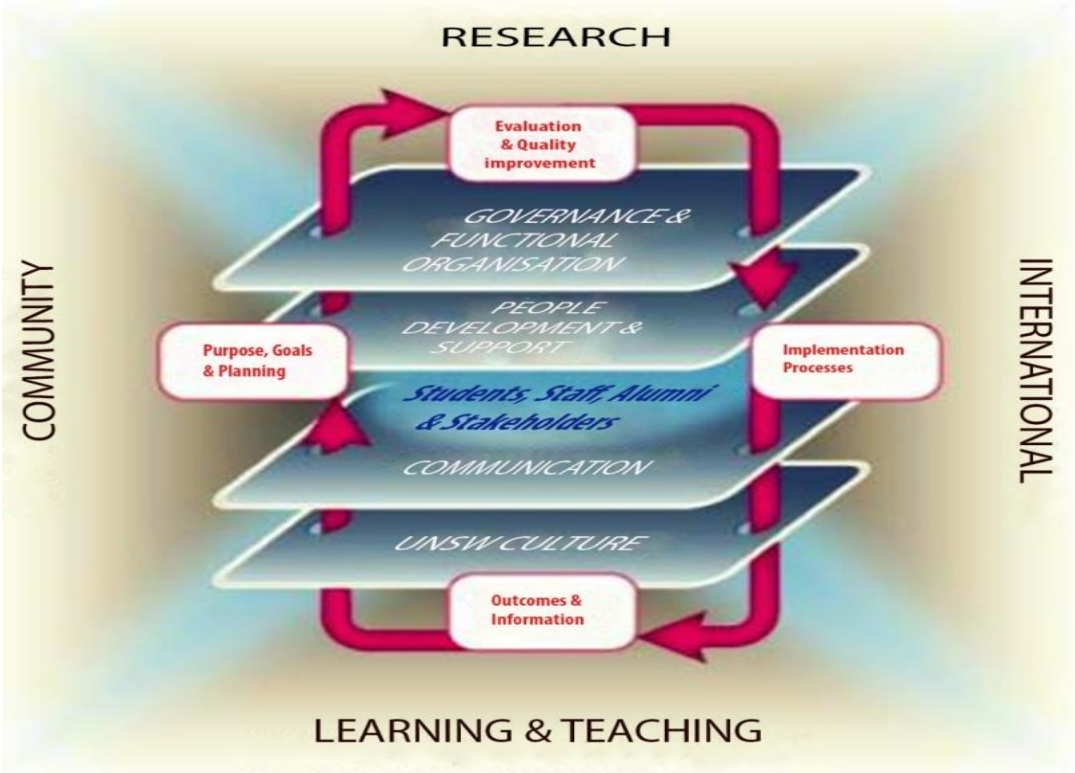 RESEARCH
Evaluation
& Quality
improvement
GOVERNANCE &
FUNCTIONAL
ORGANISATION
PEOPLE
DEVELOPMENT &
SUPPORT
COMMUNITY
Purpose, Goals
& Planning
Implementation
Processes
INTERNATIONAL
Students, Staff, Alumni
& Stakeholders
COMMUNICATION
UNSW CULTURE
Outcomes &
Information
LEARNING & TEACHING